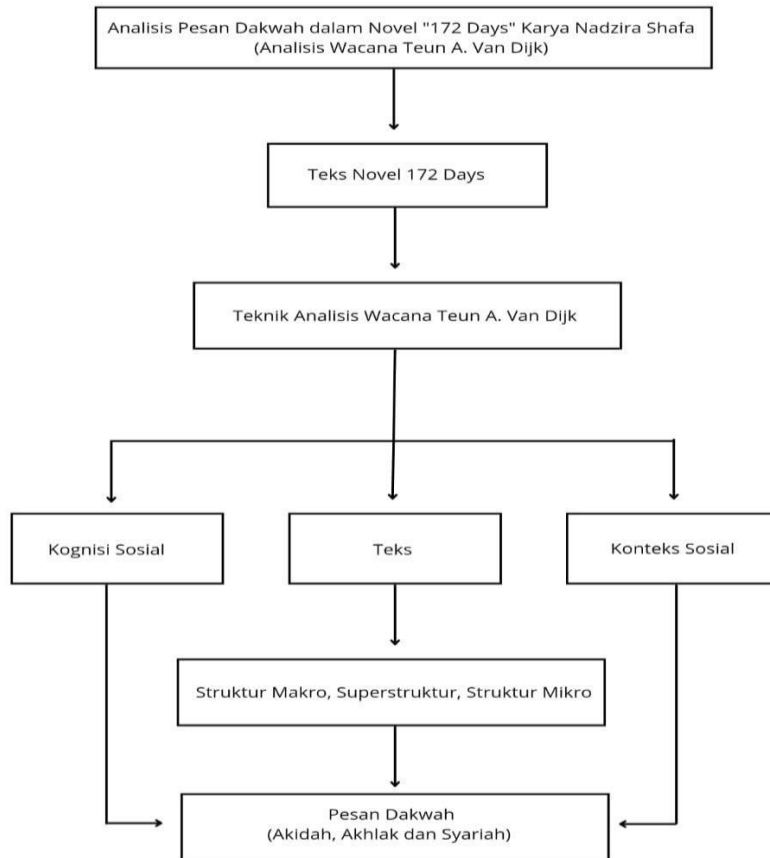 Analisis Pesan Dakwah dalam Novel "172 Days" Karya Nadzira Shafa
(Analisis Wacana Teun A. Van Dijk)
Teks Novel 172 Days
Teknik Analisis Wacana Teun A. Van Dijk
Kognisi Sosial
Teks
Konteks Sosial
Struktur Makro, Superstruktur, Struktur Mikro
Pesan Dakwah
(Akidah, Akhlak dan Syariah)